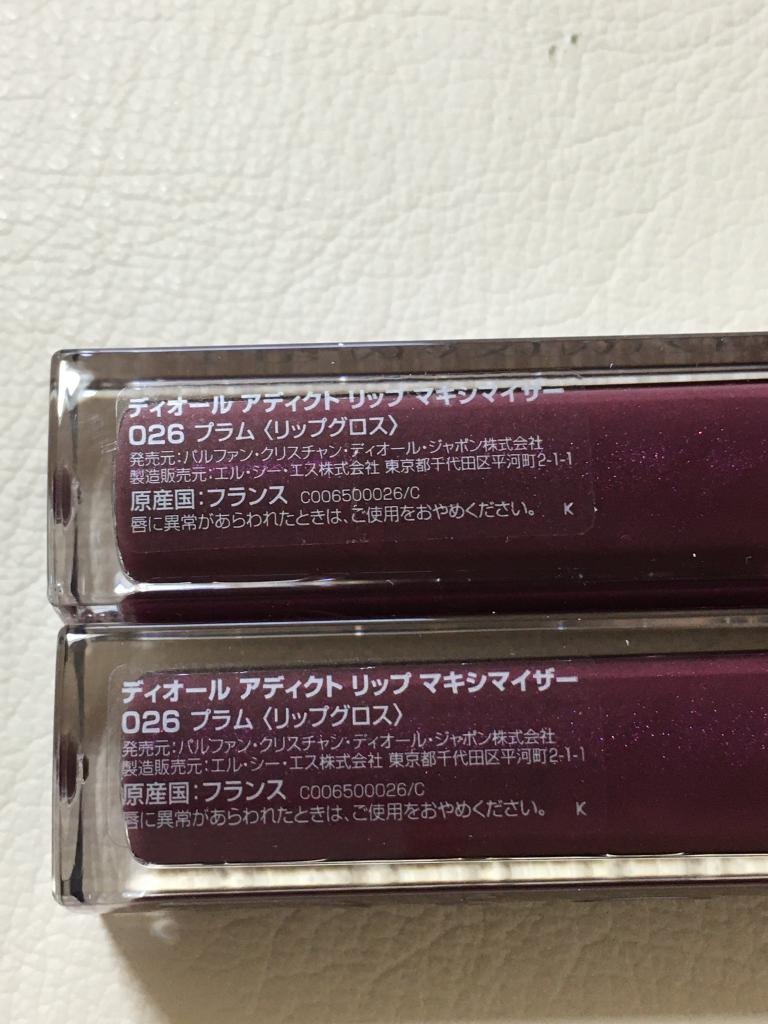 ディオール アディクト リップ マキシマイザー
026 プラム〈リップグロス〉
発売元:パルファン・クリスチャン・ディオール・ジャポン株式会社
製造販売元:エル・シー・エス株式会社 東京都千代田区平河町2-1-1
原産国:フランス C006500026/C
唇に異常があらわれたときは、ご使用をおやめください。 K
ディオール アディクト リップ マキシマイザー
026 プラム〈リップグロス〉
発売元:パルファン・クリスチャン・ディオール・ジャポン株式会社
製造販売元:エル・シー・エス株式会社 東京都千代田区平河町2-1-1
原産国:フランス C006500026/C
唇に異常があらわれたときは、ご使用をおやめください。 K